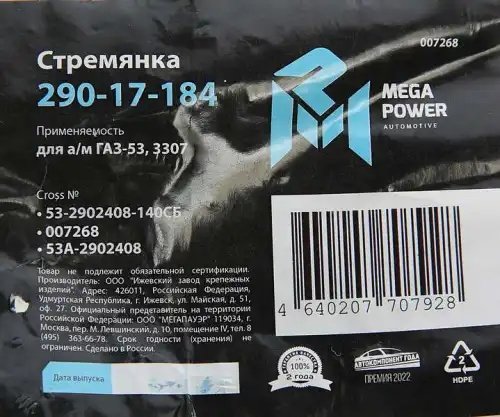 007268
Стремянка
290-17-184
MEGA
POWER
AUTOMOTIVE
Применяемость
для а/м ГАЗ-53, 3307
Cross №
• 53-2902408-140СБ
• 007268
• 53А-2902408
Товар не подлежит обязательной сертификации.
Производитель: ООО "Ижевский завод крепежных
изделий". Адрес: 426011, Российская Федерация,
Удмуртская Республика, г. Ижевск, ул. Майская, д. 51,
оф. 27. Официальный представитель на территории
Российской Федерации: ООО "МЕГАПАУЭР" 119034, г.
Москва, пер. М. Левшинский, д. 10, помещение IV, тел. 8
(495) 363-66-78. Срок годности (хранения) не
ограничен. Сделано в России.
4 640207 707928
Дата выпуска
100%
2 года
АВТОКОМПОНЕНТ ГОДА
ПРЕМИЯ 2022
2
HDPE